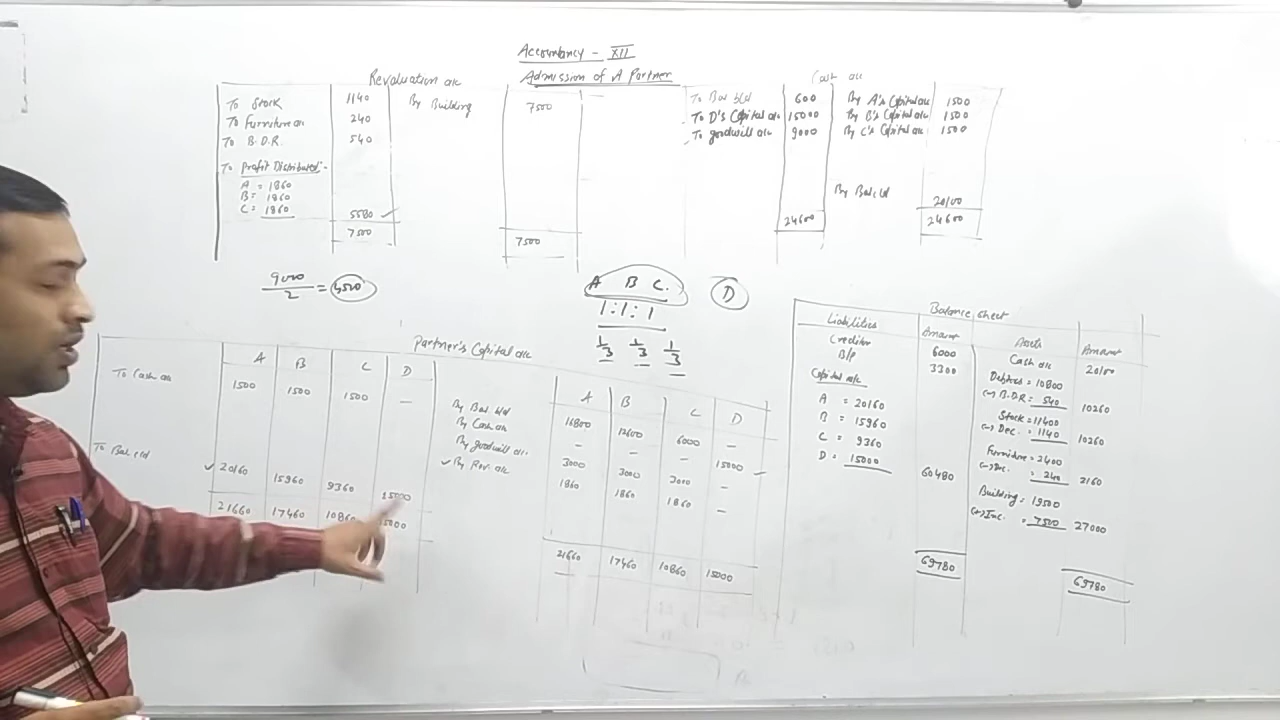 Accountancy - XII
Admission of A Partner
Revaluation a/c
To Stock 1140 By Building 7500
To Furniture a/c 240
To B.D.R. 540
To Profit Distributed:-
A = 1860
B = 1860
C = 1860 5580
7500 7500
Cash a/c
To Bal b/d 600 By A's Capital a/c 1500
To D's Capital a/c 15000 By B's Capital a/c 1500
To goodwill a/c 9000 By C's Capital a/c 1500
By Bal c/d 20100
24600 24600
9000/2 = 4500
A B C. D
1:1:1
1/3 1/3 1/3
Partner's Capital a/c
A B C D A B C D
To Cash a/c 1500 1500 1500 — By Bal b/d 16800 12600 6000 —
By Cash a/c — — — 15000
By goodwill a/c 3000 3000 3000 —
By Rev. a/c 1860 1860 1860 —
To Bal c/d 20160 15960 9360 15000
21660 17460 10860 15000 21660 17460 10860 15000
Balance Sheet
Liabilities Amount Assets Amount
Creditor 6000 Cash a/c 20100
B/P 3300 Debtors = 10800
(-) B.D.R = 540 10260
Capital a/c Stock = 11400
A = 20160 (-) Dec. = 1140 10260
B = 15960 Furniture = 2400
C = 9360 (-) Dec. = 240 2160
D = 15000 60480 Building = 19500
(+) Inc. = 7500 27000
69780 69780